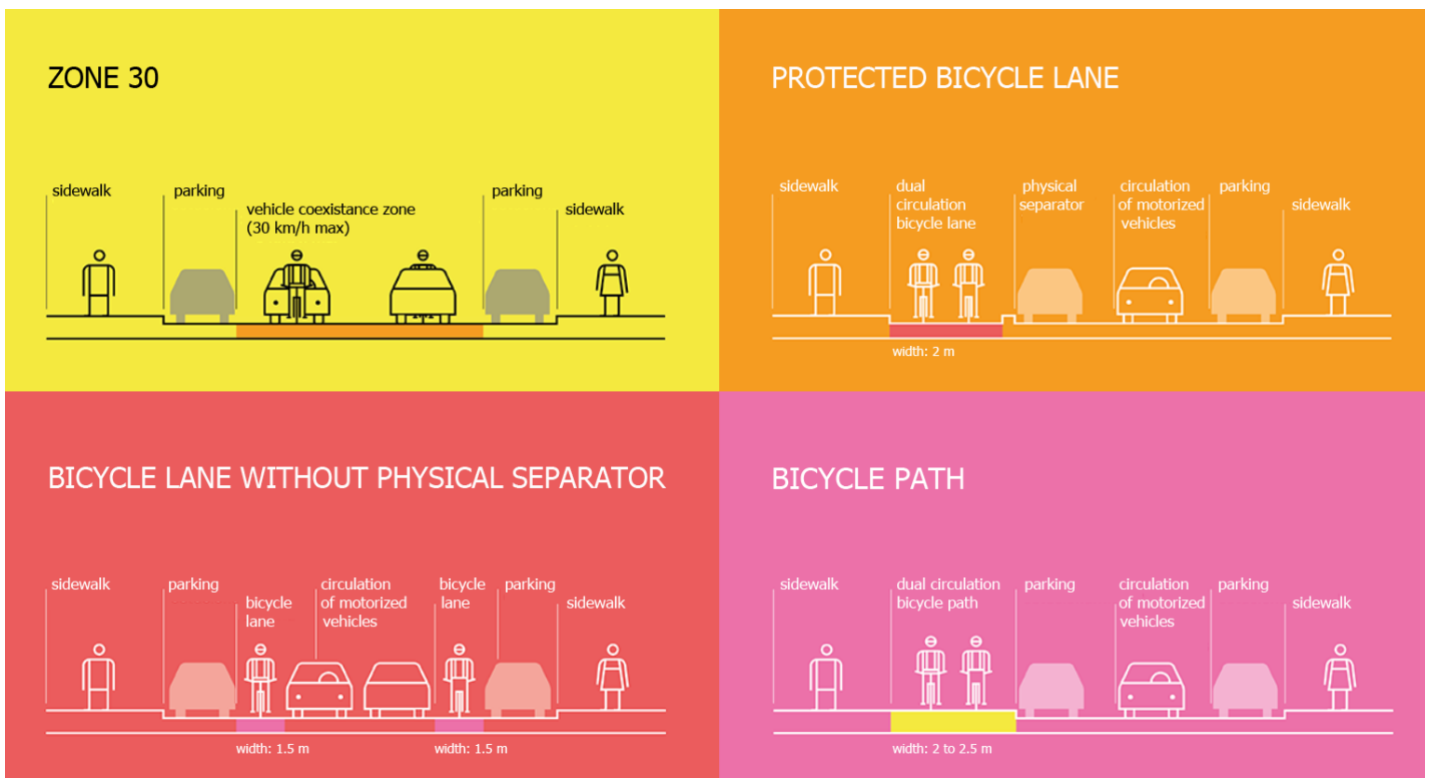 ZONE 30
sidewalk
parking
vehicle coexistance zone
(30 km/h max)
parking
sidewalk
PROTECTED BICYCLE LANE
sidewalk
dual
circulation
bicycle lane
physical
separator
circulation
of motorized
vehicles
parking
sidewalk
width: 2 m
BICYCLE LANE WITHOUT PHYSICAL SEPARATOR
sidewalk
parking
bicycle
lane
circulation
of motorized
vehicles
bicycle
lane
parking
sidewalk
width: 1.5 m
width: 1.5 m
BICYCLE PATH
sidewalk
dual circulation
bicycle path
parking
circulation
of motorized
vehicles
parking
sidewalk
width: 2 to 2.5 m